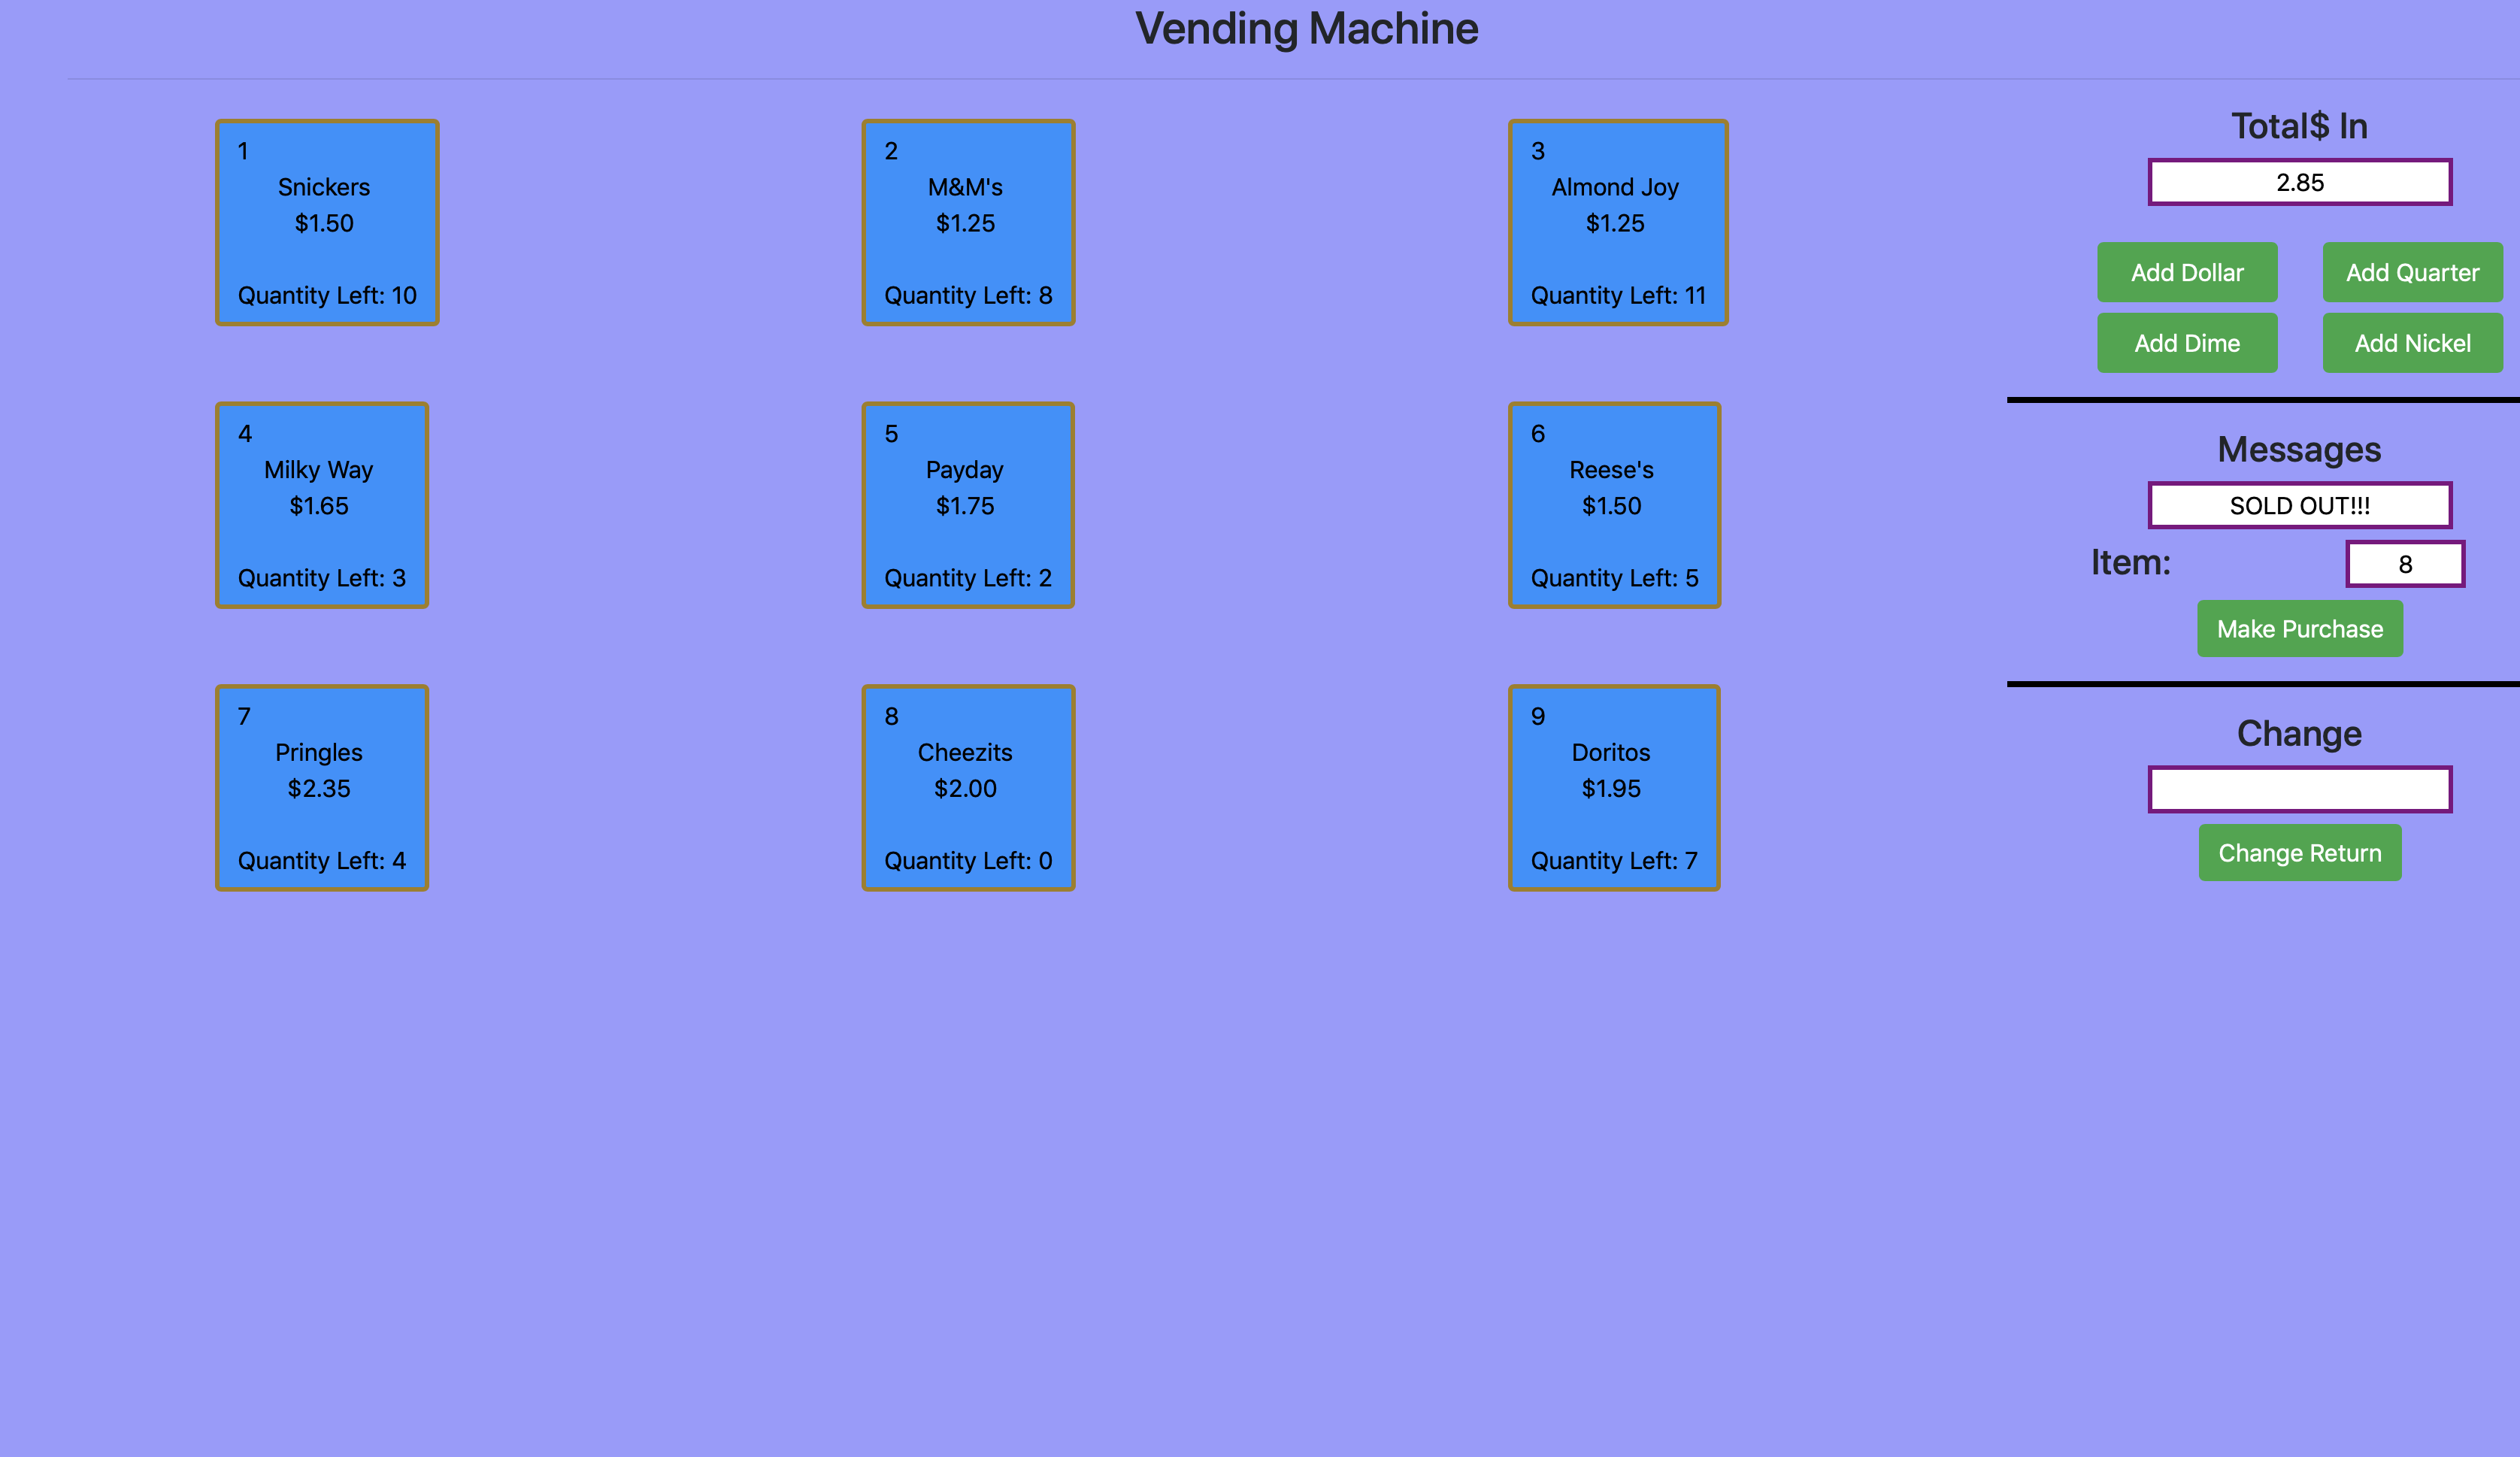 Vending Machine
1
Snickers
$1.50
Quantity Left: 10
2
M&M's
$1.25
Quantity Left: 8
3
Almond Joy
$1.25
Quantity Left: 11
4
Milky Way
$1.65
Quantity Left: 3
5
Payday
$1.75
Quantity Left: 2
6
Reese's
$1.50
Quantity Left: 5
7
Pringles
$2.35
Quantity Left: 4
8
Cheezits
$2.00
Quantity Left: 0
9
Doritos
$1.95
Quantity Left: 7
Total$ In
2.85
Add Dollar
Add Quarter
Add Dime
Add Nickel
Messages
SOLD OUT!!!
Item: 8
Make Purchase
Change
Change Return